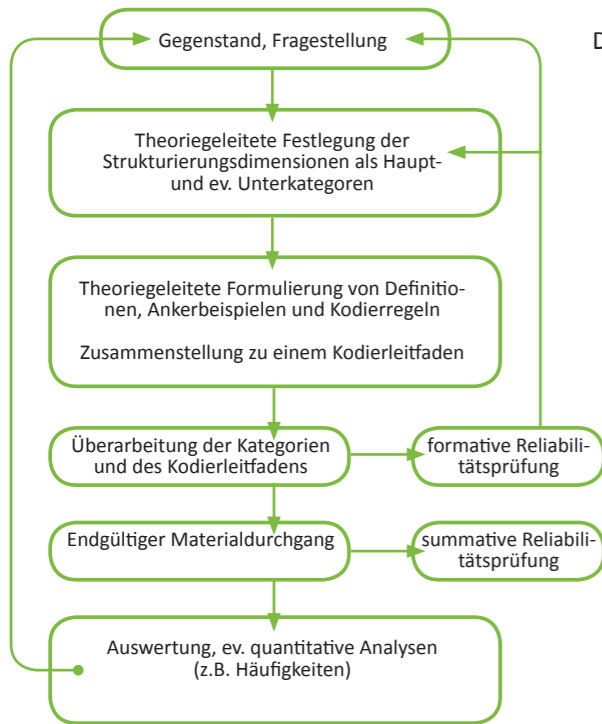 Gegenstand, Fragestellung
D
Theoriegeleitete Festlegung der
Strukturierungsdimensionen als Haupt-
und ev. Unterkategoren
Theoriegeleitete Formulierung von Definitio-
nen, Ankerbeispielen und Kodierregeln
Zusammenstellung zu einem Kodierleitfaden
Überarbeitung der Kategorien
und des Kodierleitfadens
formative Reliabili-
tätsprüfung
Endgültiger Materialdurchgang
summative Reliabili-
tätsprüfung
Auswertung, ev. quantitative Analysen
(z.B. Häufigkeiten)